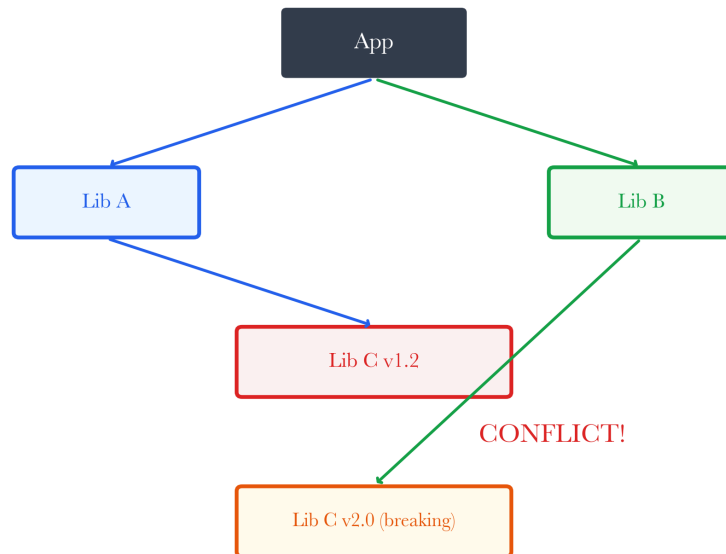 App
Lib A
Lib B
Lib C v1.2
CONFLICT!
Lib C v2.0 (breaking)